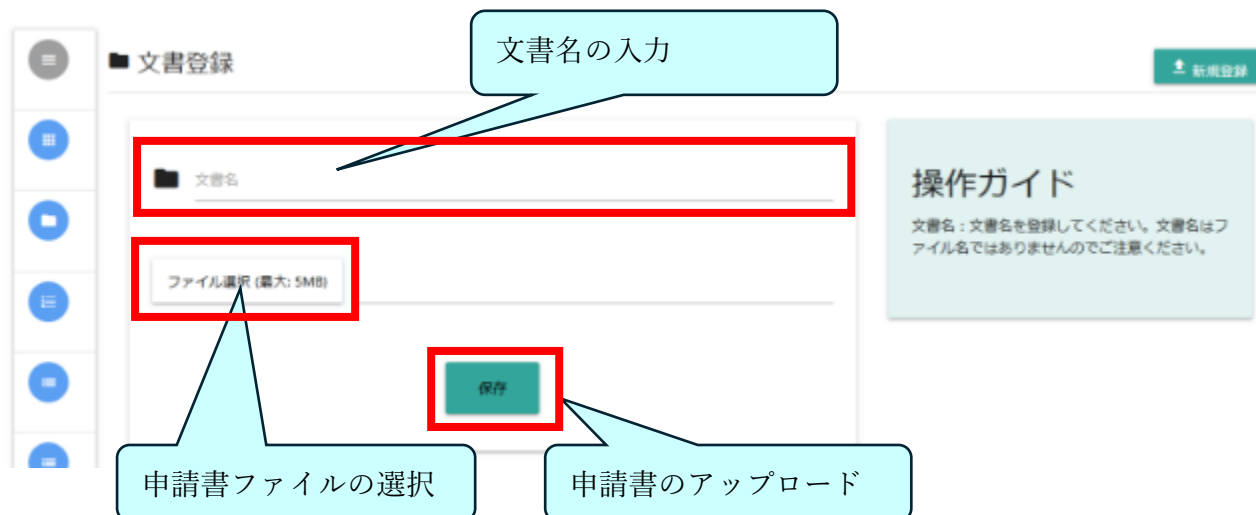 文書名の入力
文書登録
新規登録
文書名
ファイル選択 (最大: 5MB)
保存
操作ガイド
文書名：文書名を登録してください。文書名はフ
ァイル名ではありませんのでご注意ください。
申請書ファイルの選択
申請書のアップロード